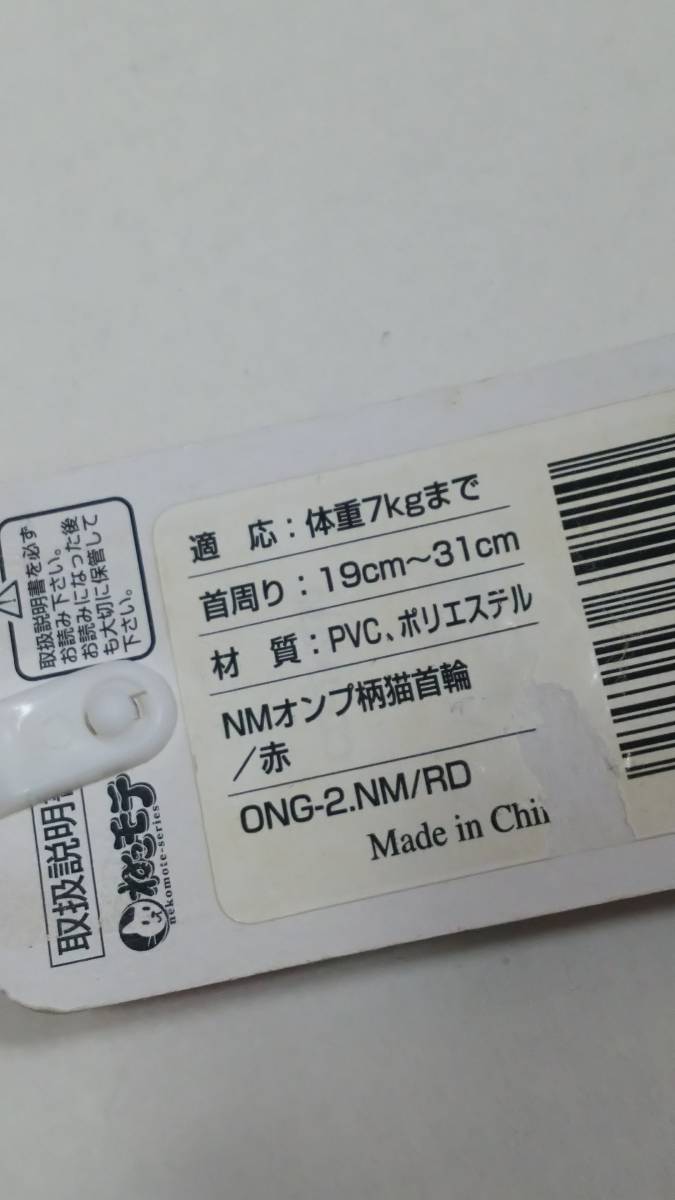 適 応：体重7kgまで
首周り：19cm～31cm
材 質：PVC、ポリエステル
NMオンプ柄猫首輪
／赤
ONG-2.NM/RD
Made in Chi
取扱説明書を必ず
お読み下さい。
お読みになった後
も大切に保管して
下さい。
取扱説明
ねこモテ
nekomote-series